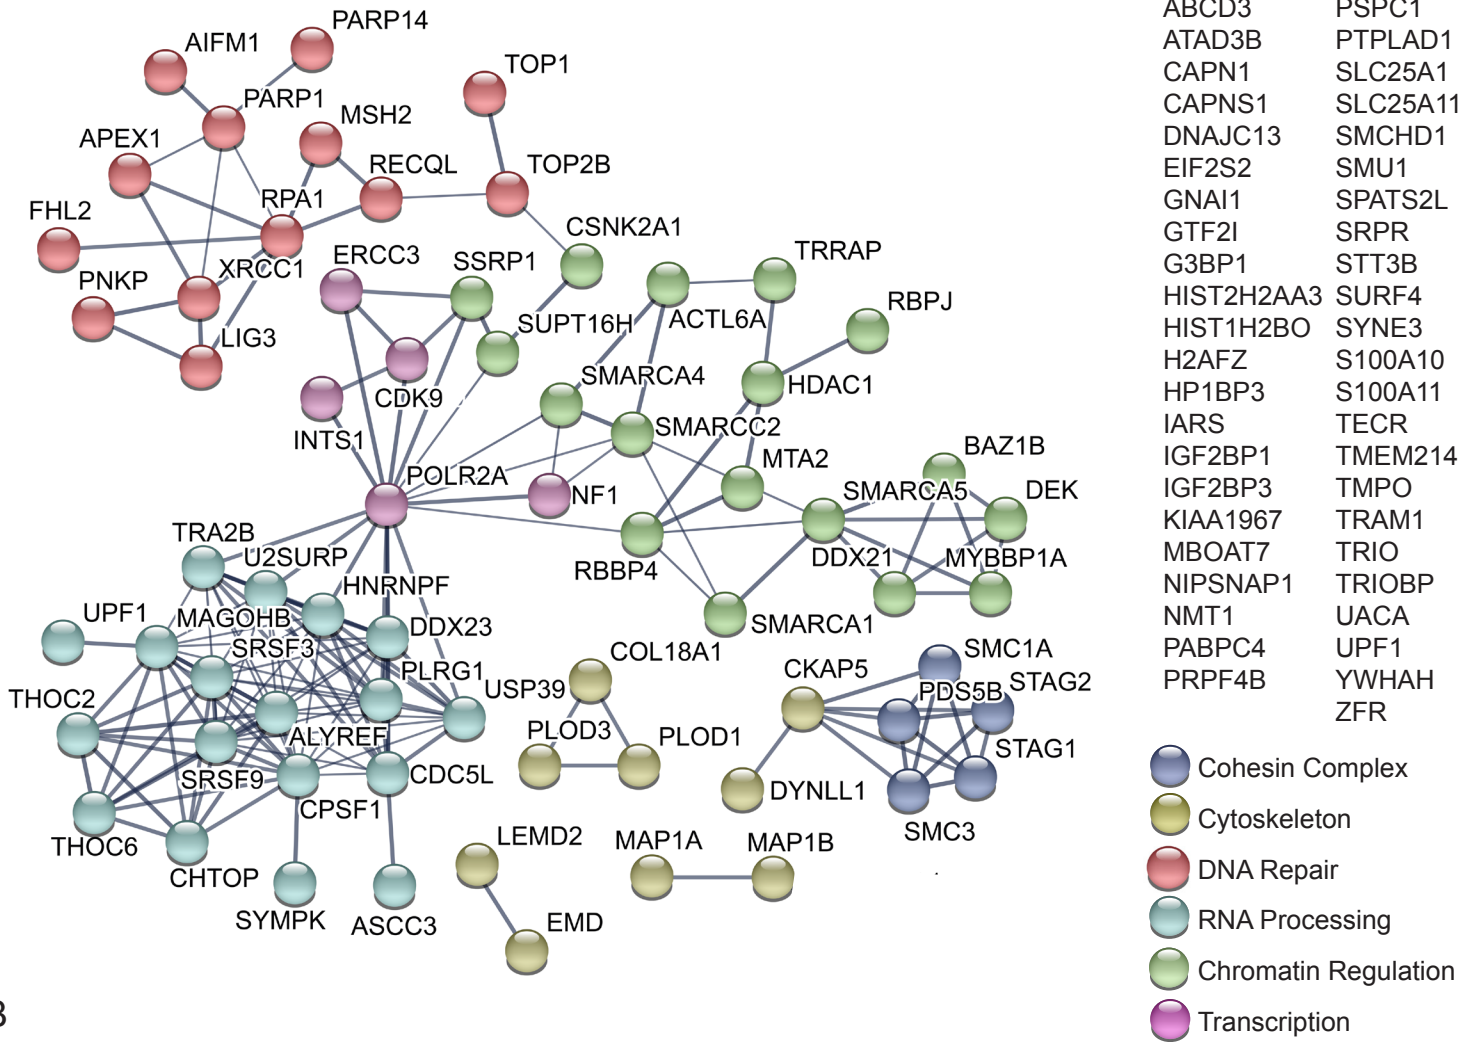 PARP14
AIFM1
TOP1
PARP1
MSH2
APEX1
RECQL
TOP2B
RPA1
FHL2
CSNK2A1
ERCC3
SSRP1
TRRAP
XRCC1
PNKP
RBPJ
ACTL6A
SUPT16H
LIG3
SMARCA4
HDAC1
CDK9
INTS1
SMARCC2
BAZ1B
MTA2
POLR2A
NF1
SMARCA5
DEK
TRA2B
U2SURP
DDX21
MYBBP1A
RBBP4
HNRNPF
UPF1
MAGOHB
DDX23
SMARCA1
SRSF3
COL18A1
SMC1A
PLRG1
CKAP5
STAG2
USP39
PDS5B
THOC2
ALYREF
PLOD3
PLOD1
STAG1
SRSF9
CDC5L
DYNLL1
CPSF1
SMC3
THOC6
LEMD2
MAP1A
MAP1B
CHTOP
SYMPK
ASCC3
EMD
ABCD3 PSPC1
ATAD3B PTPLAD1
CAPN1 SLC25A1
CAPNS1 SLC25A11
DNAJC13 SMCHD1
EIF2S2 SMU1
GNAI1 SPATS2L
GTF2I SRPR
G3BP1 STT3B
HIST2H2AA3 SURF4
HIST1H2BO SYNE3
H2AFZ S100A10
HP1BP3 S100A11
IARS TECR
IGF2BP1 TMEM214
IGF2BP3 TMPO
KIAA1967 TRAM1
MBOAT7 TRIO
NIPSNAP1 TRIOBP
NMT1 UACA
PABPC4 UPF1
PRPF4B YWHAH
ZFR
Cohesin Complex
Cytoskeleton
DNA Repair
RNA Processing
Chromatin Regulation
Transcription